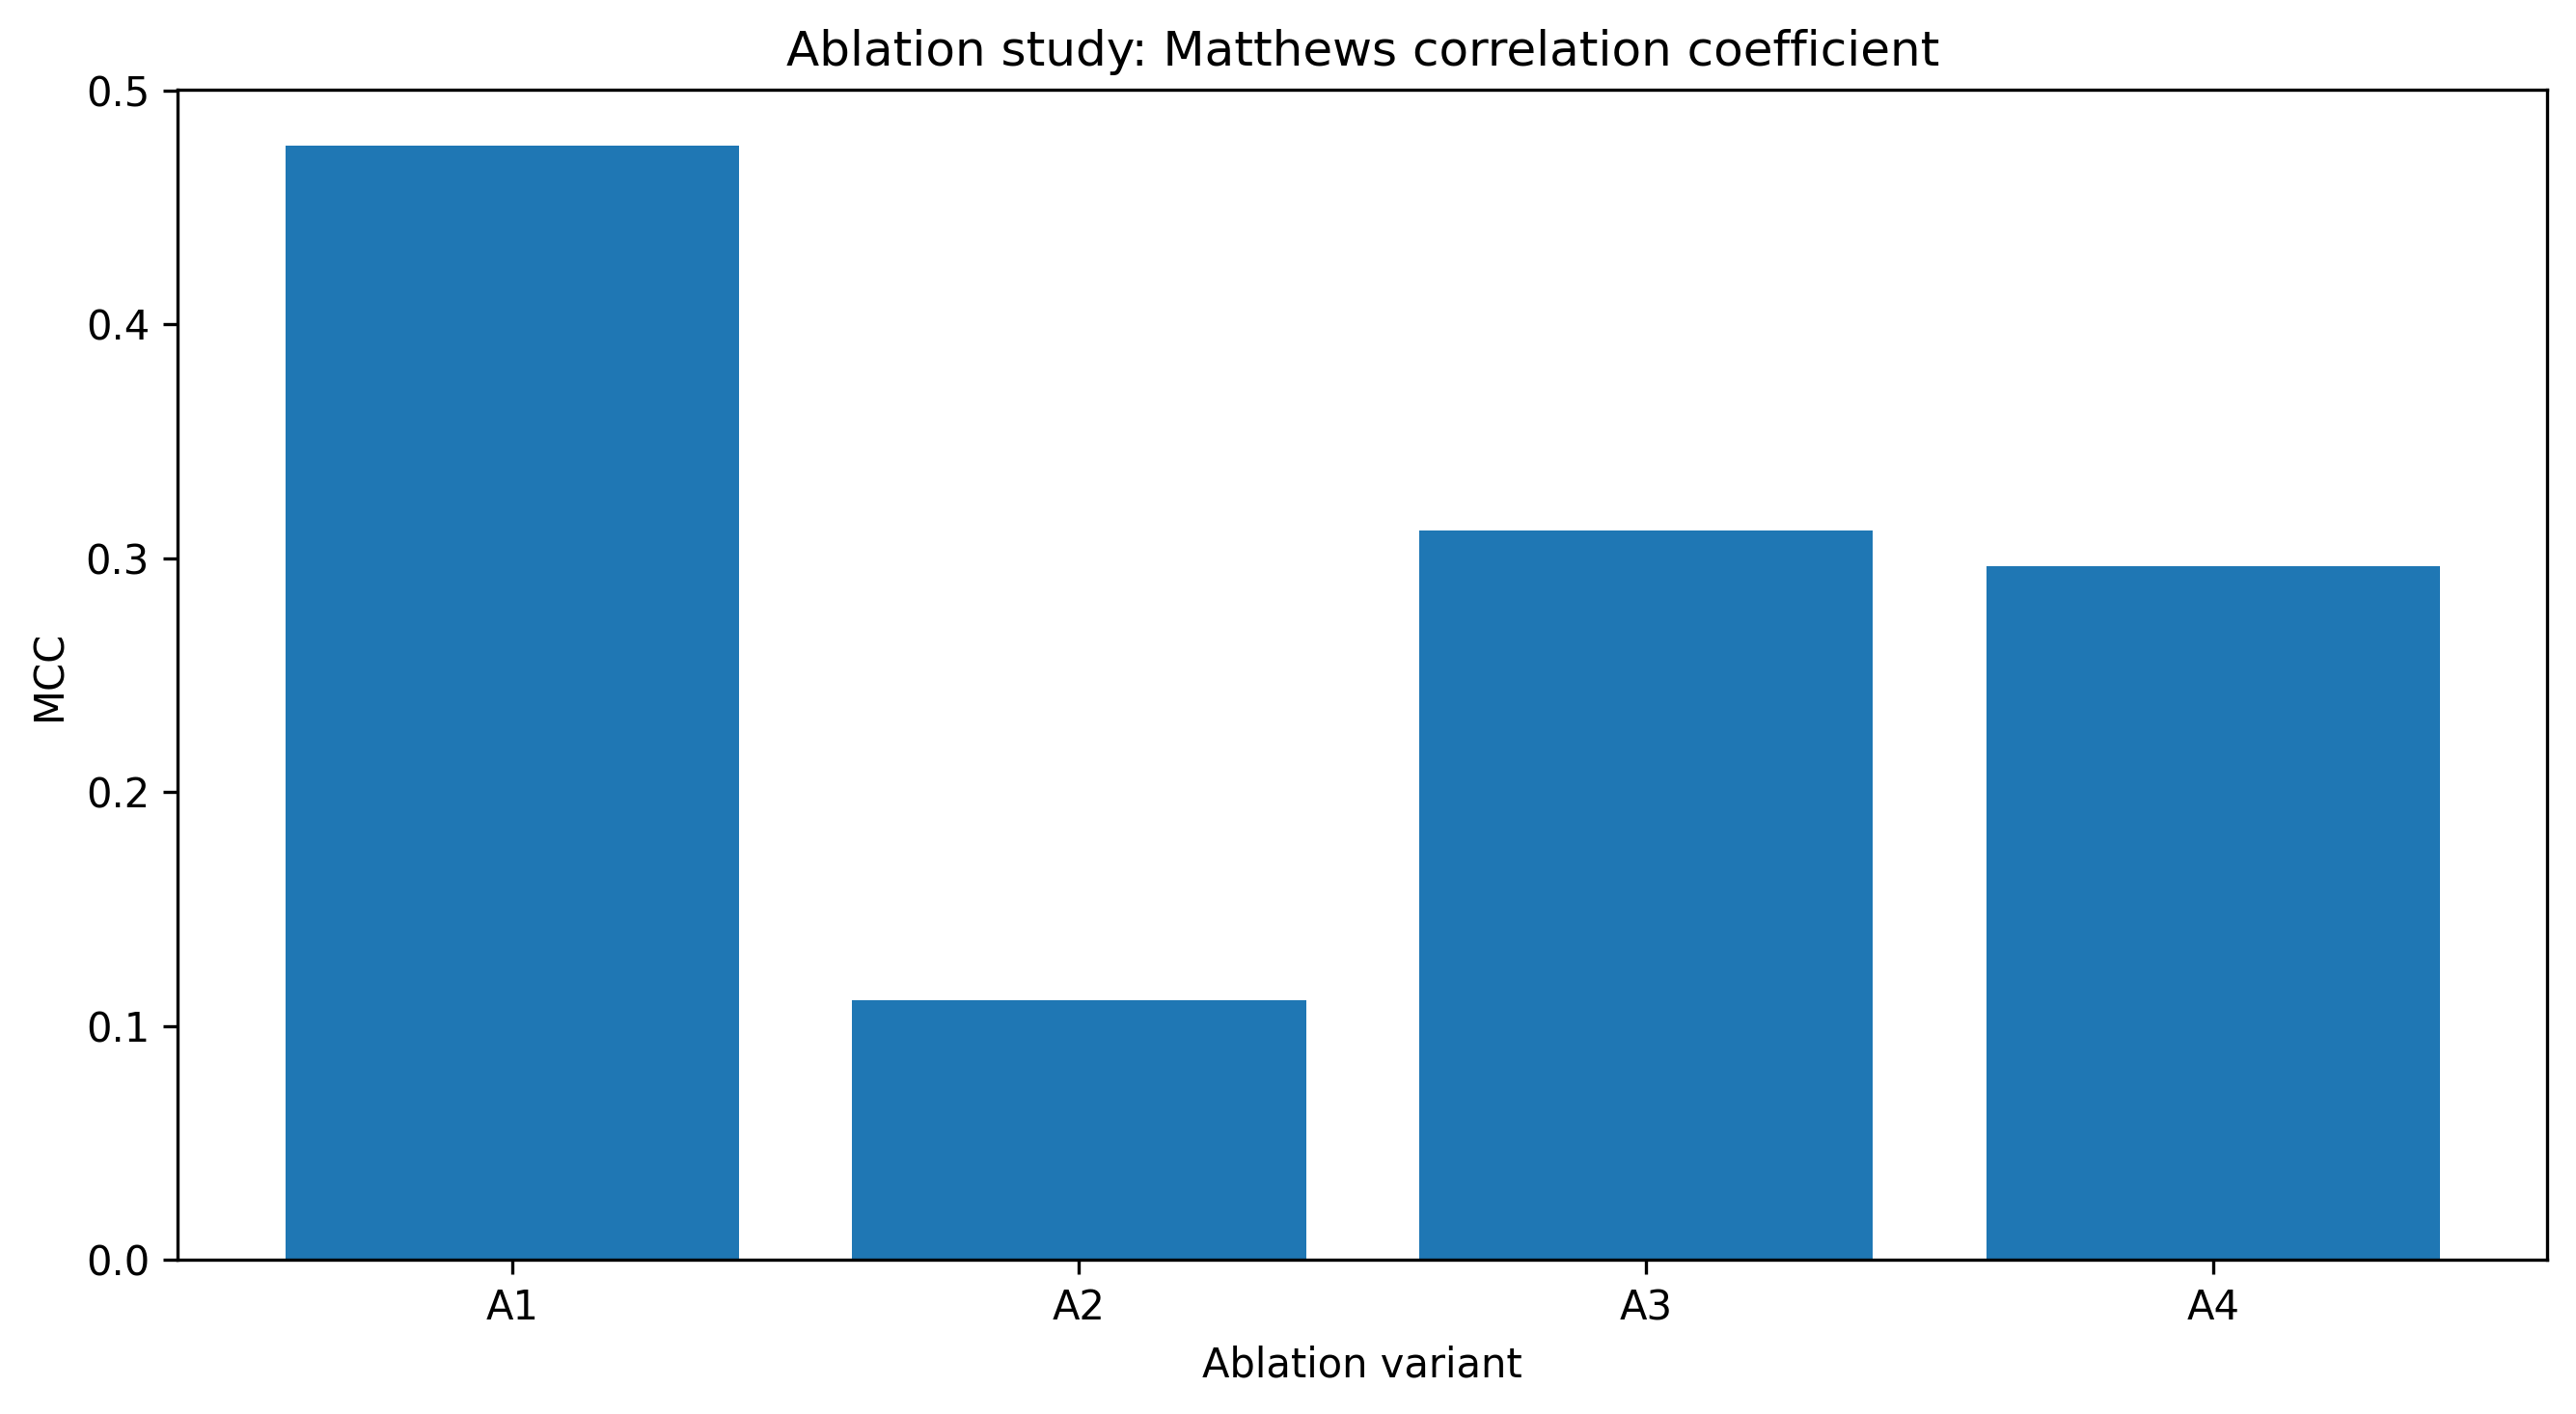 Ablation study: Matthews correlation coefficient
0.5
0.4
0.3
0.2
0.1
0.0
MCC
A1 A2 A3 A4
Ablation variant